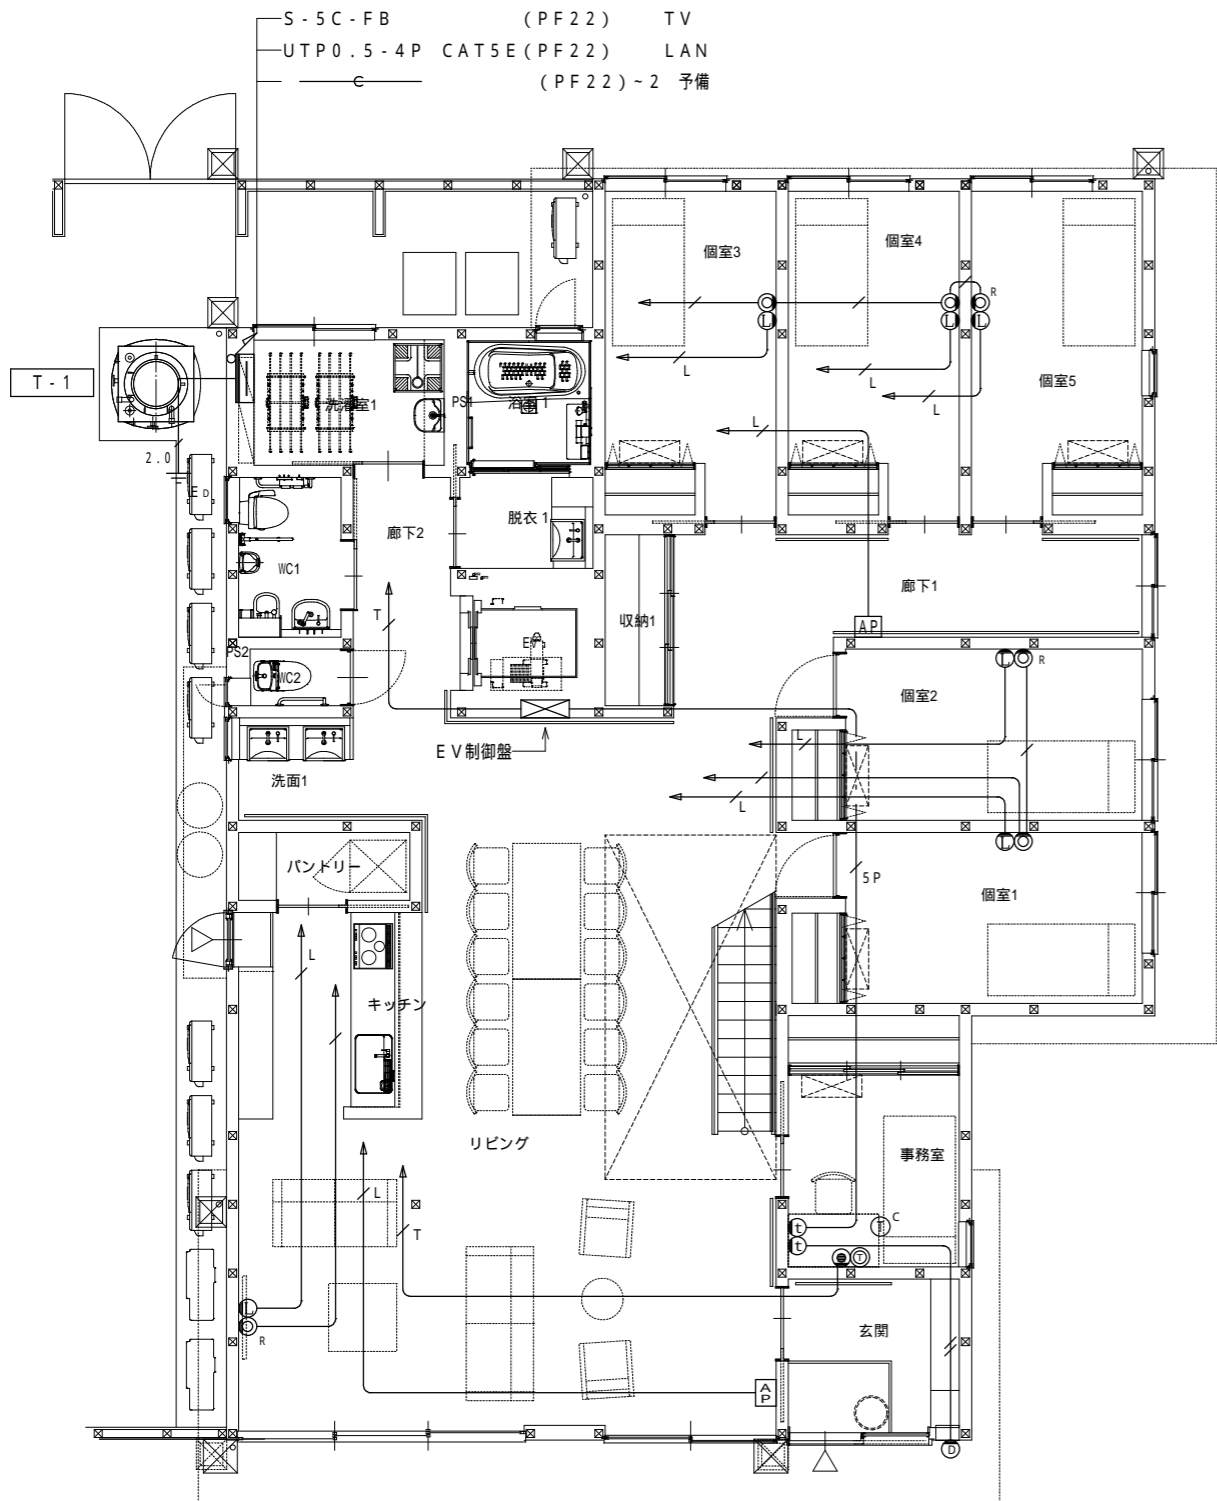 S-5C-FB (PF22) TV
UTP0.5-4P CAT5E(PF22) LAN
C (PF22)~2 予備
個室3
個室4
R
L
L
L
T-1
L
L
L
個室5
洗濯室1
PS1
浴室1
L
2.0
ED
脱衣1
廊下2
WC1
廊下1
T
収納1
AP
EV
PS2
WC2
L
R
個室2
EV制御盤
L
洗面1
L
L
パントリー
5P
個室1
L
キッチン
リビング
事務室
L
C
t
T
T
t
T
L
R
玄関
AP
D